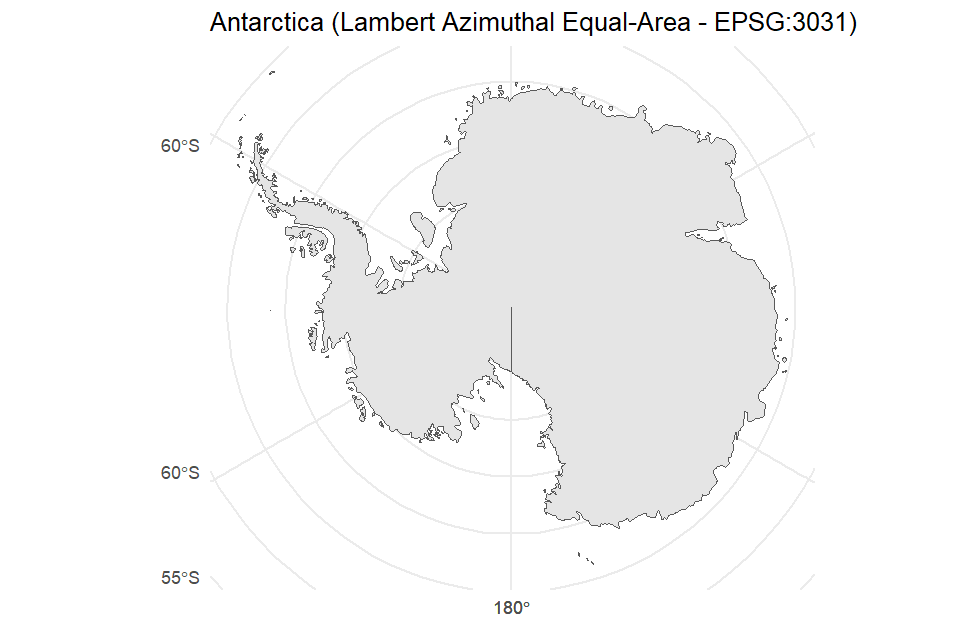 Antarctica (Lambert Azimuthal Equal-Area - EPSG:3031)
60°S
60°S
55°S
180°